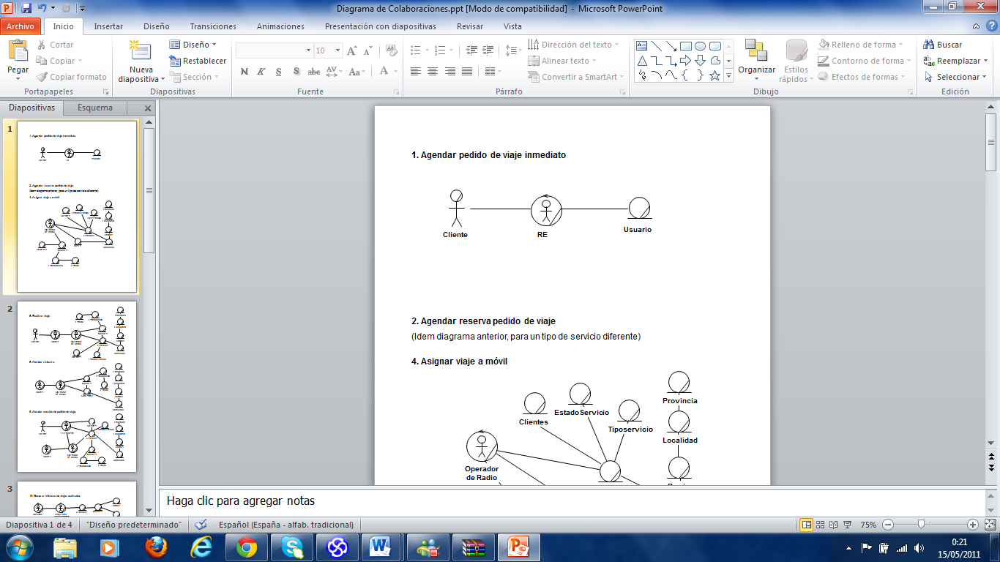 Diagrama de Colaboraciones.ppt [Modo de compatibilidad] - Microsoft PowerPoint
Archivo Inicio Insertar Diseño Transiciones Animaciones Presentación con diapositivas Revisar Vista
Pegar
Cortar
Copiar
Copiar formato
Portapapeles
Nueva diapositiva
Diseño
Restablecer
Sección
Diapositivas
10
N K S S abc AV Aa A
Fuente
Dirección del texto
Alinear texto
Convertir a SmartArt
Párrafo
Organizar
Estilos rápidos
Relleno de forma
Contorno de forma
Efectos de formas
Dibujo
Buscar
Reemplazar
Seleccionar
Edición
Diapositivas Esquema
1
2
3
1. Agendar pedido de viaje inmediato
Cliente
RE
Usuario
2. Agendar reserva pedido de viaje
(Idem diagrama anterior, para un tipo de servicio diferente)
4. Asignar viaje a móvil
Clientes
EstadoServicio
Tiposervicio
Provincia
Localidad
Operador
de Radio
Haga clic para agregar notas
Diapositiva 1 de 4 "Diseño predeterminado" Español (España - alfab. tradicional) 75%
0:21
15/05/2011